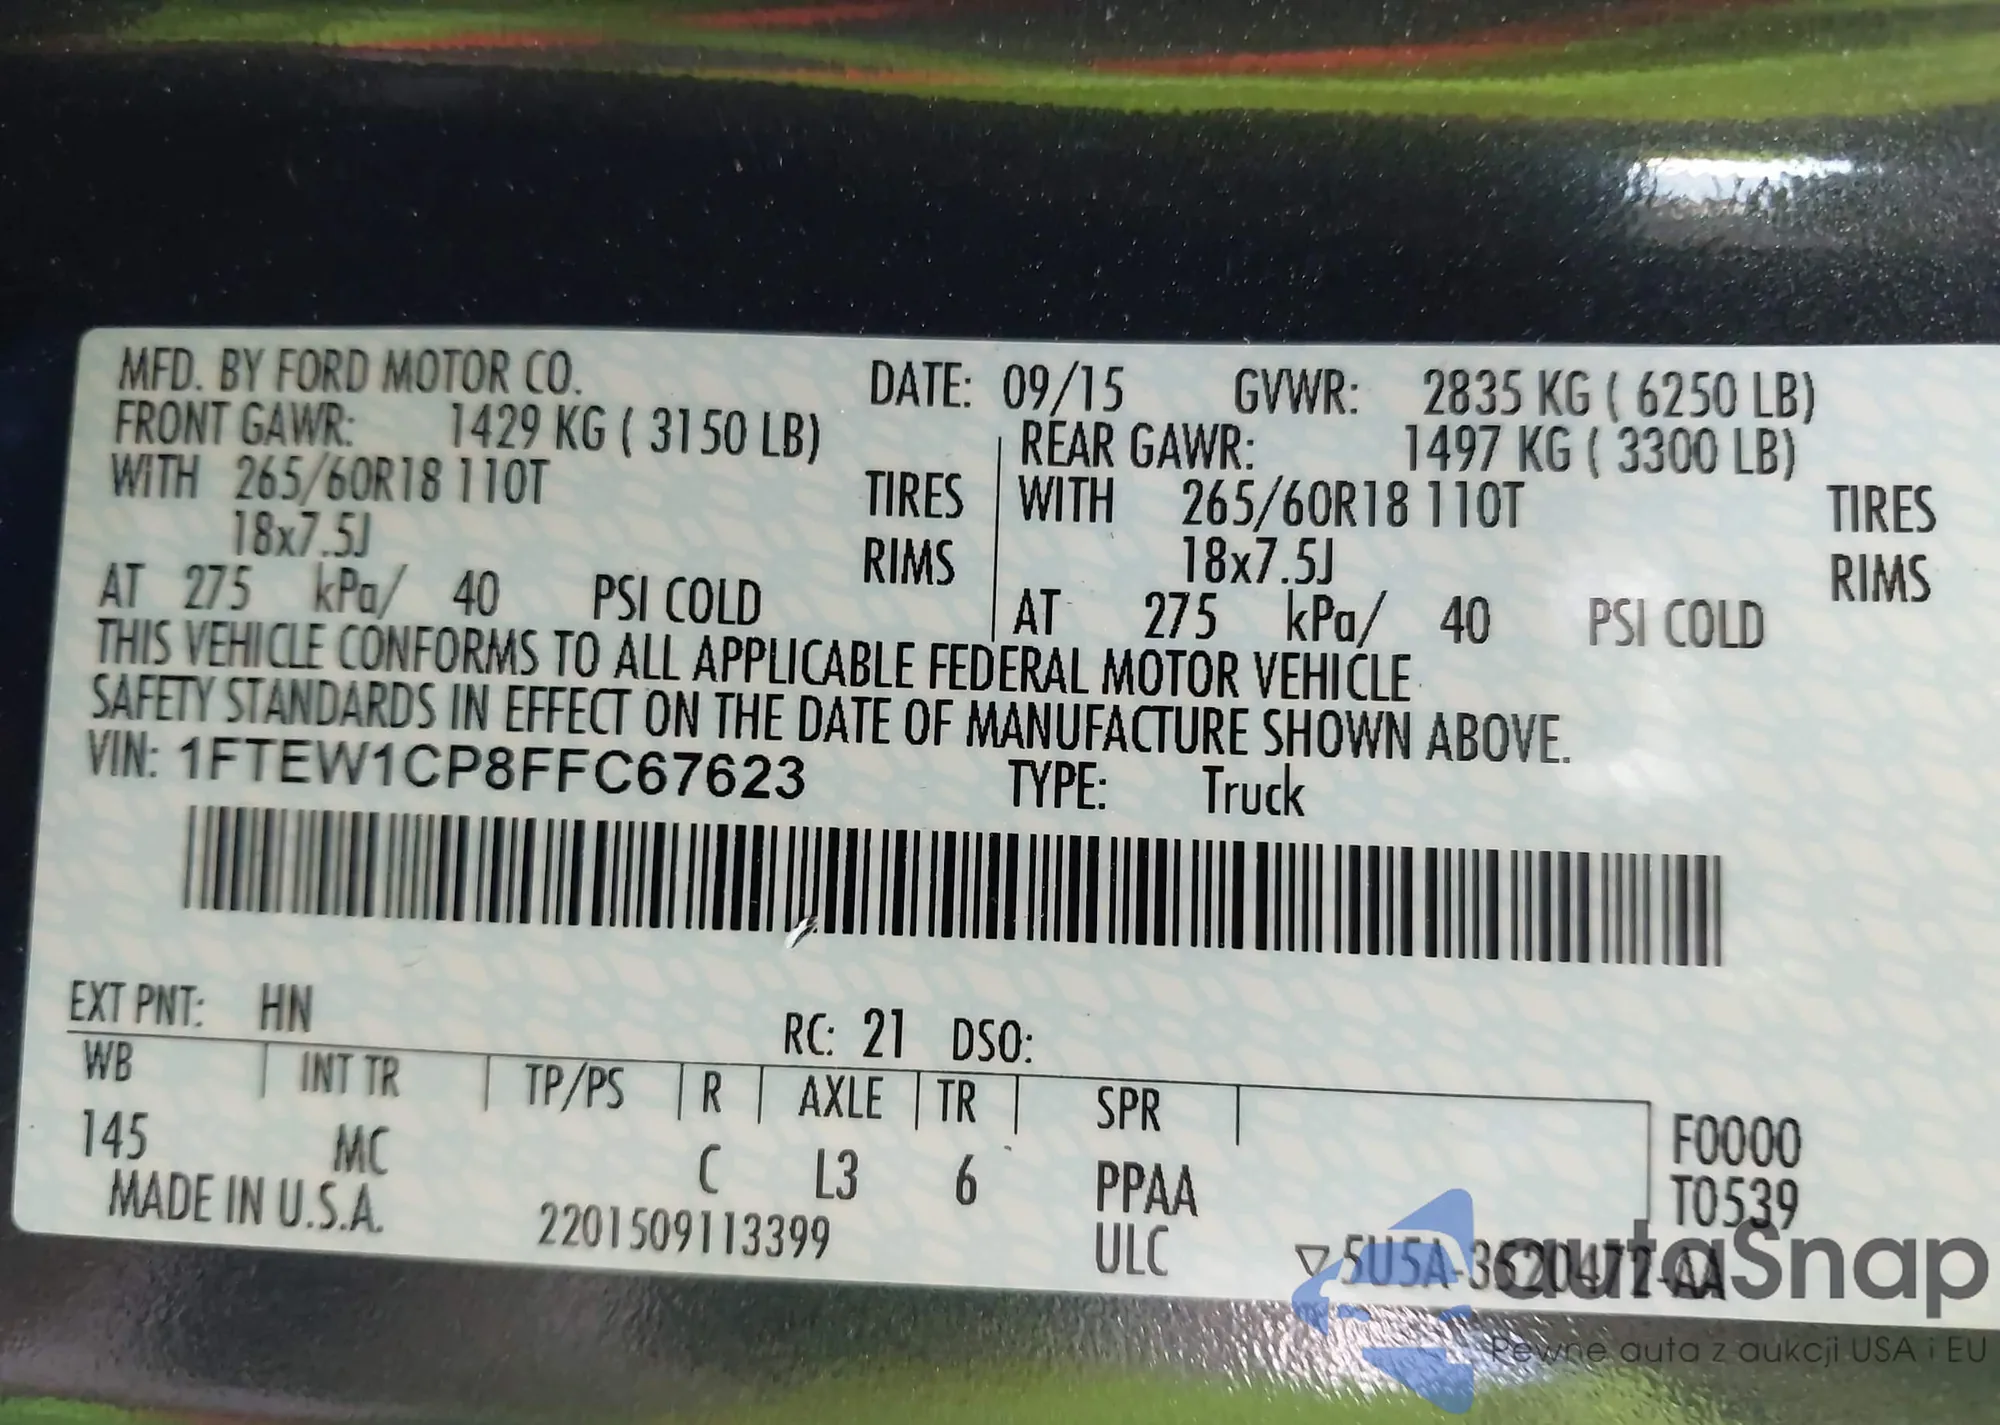 MFD. BY FORD MOTOR CO. DATE: 09/15 GVWR: 2835 KG ( 6250 LB)
FRONT GAWR: 1429 KG ( 3150 LB) REAR GAWR: 1497 KG ( 3300 LB)
WITH 265/60R18 110T TIRES WITH 265/60R18 110T TIRES
18x7.5J RIMS 18x7.5J RIMS
AT 275 kPa/ 40 PSI COLD AT 275 kPa/ 40 PSI COLD
THIS VEHICLE CONFORMS TO ALL APPLICABLE FEDERAL MOTOR VEHICLE
SAFETY STANDARDS IN EFFECT ON THE DATE OF MANUFACTURE SHOWN ABOVE.
VIN: 1FTEW1CP8FFC67623 TYPE: Truck
EXT PNT: HN RC: 21 DSO:
WB INT TR TP/PS R AXLE TR SPR
145 MC C L3 6 PPAA
F0000
T0539
MADE IN U.S.A. 2201509113399 ULC ▽5U5A-3520472-AA
autoSnap
Pewne auta z aukcji USA i EU